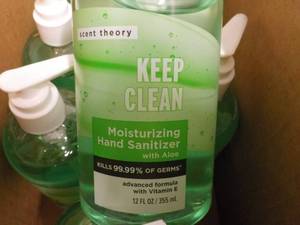 scent theory
KEEP
CLEAN
Moisturizing
Hand Sanitizer
with Aloe
KILLS 99.99% OF GERMS*
advanced formula
with Vitamin E
12 FL OZ / 355 mL